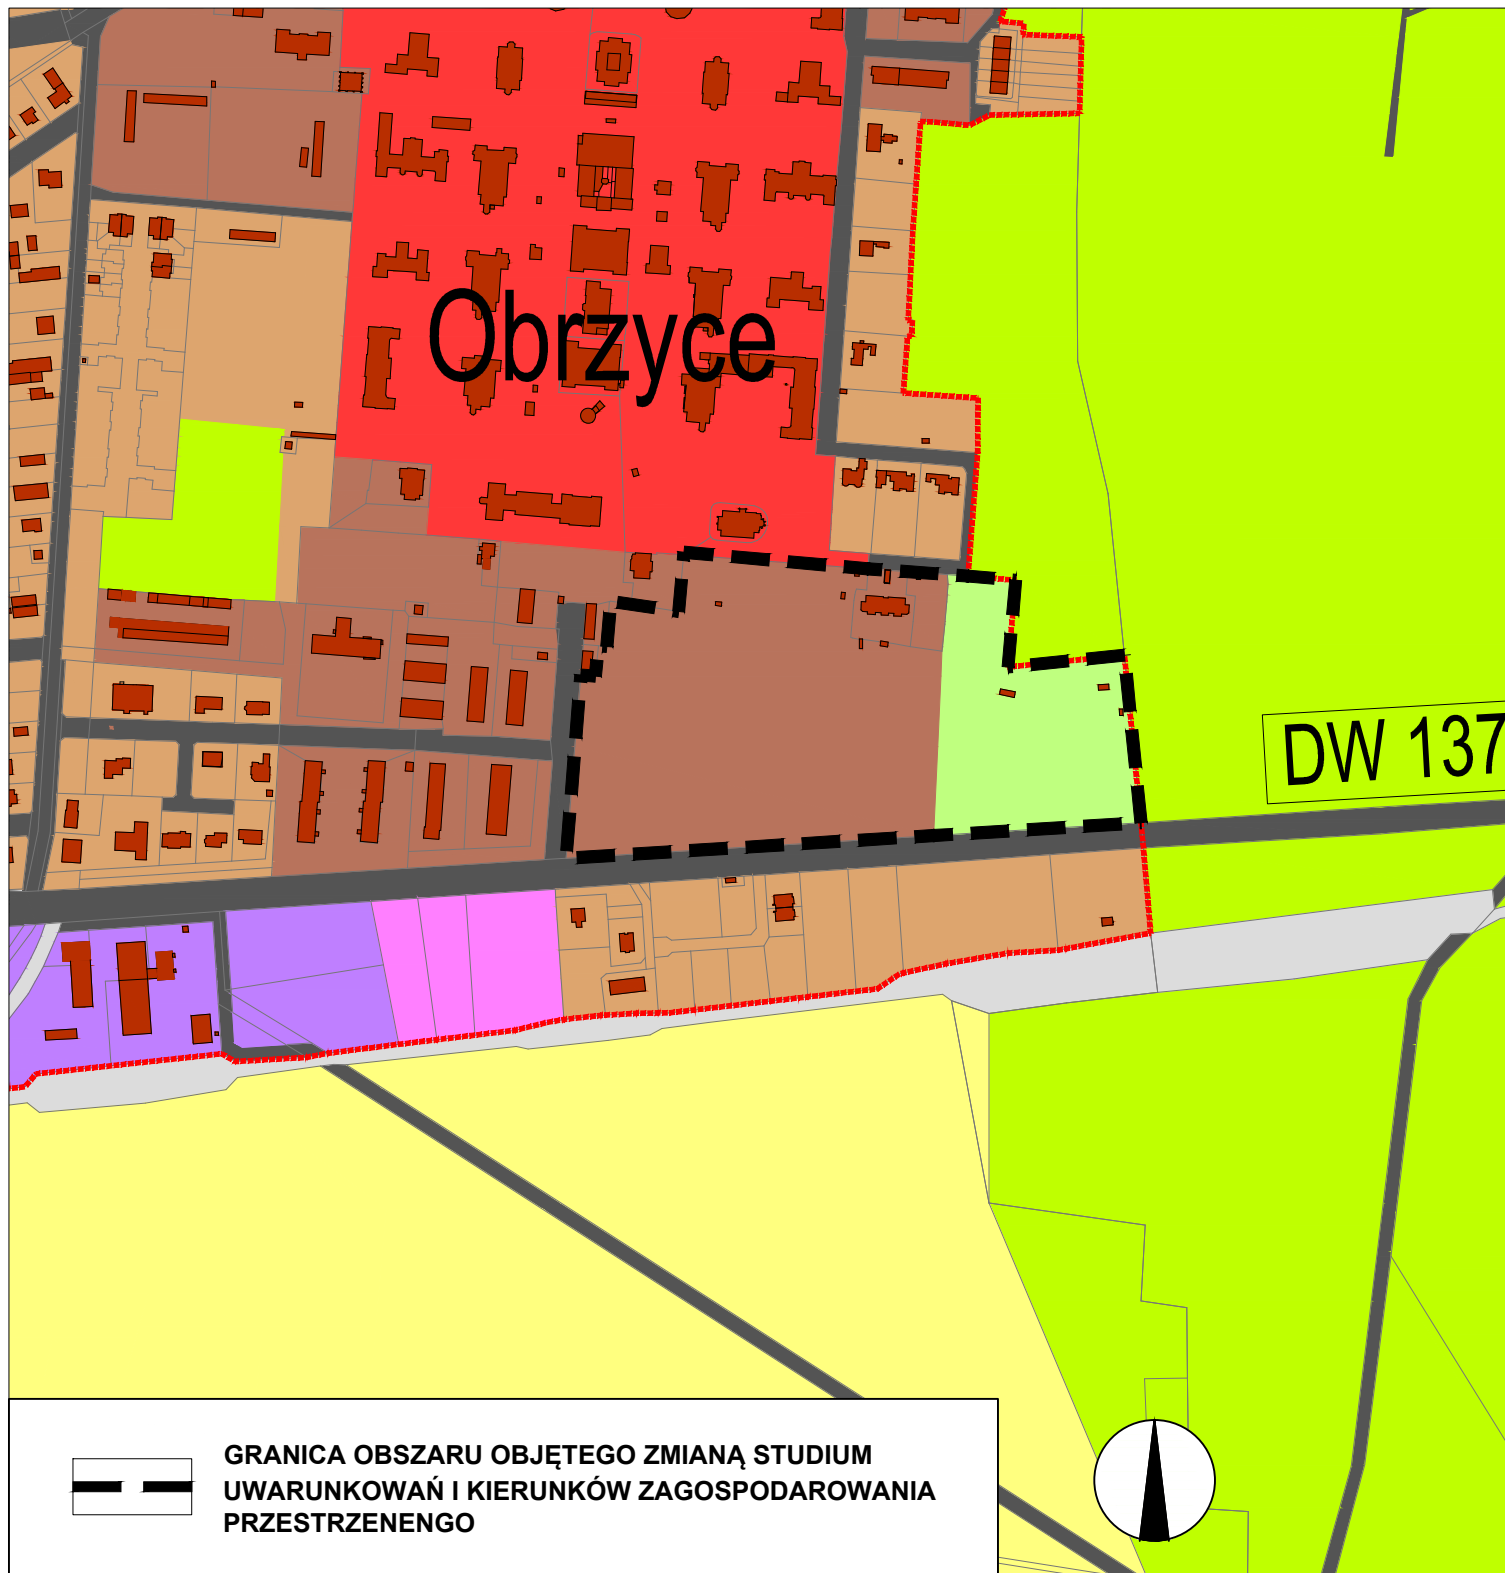 Obrzyce
DW 137
GRANICA OBSZARU OBJĘTEGO ZMIANĄ STUDIUM
UWARUNKOWAŃ I KIERUNKÓW ZAGOSPODAROWANIA
PRZESTRZENENGO